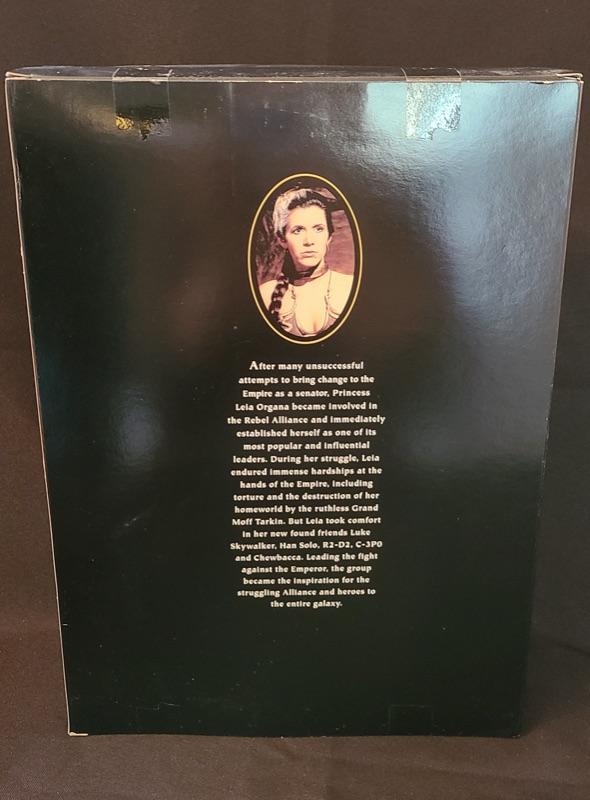 After many unsuccessful
attempts to bring change to the
Empire as a senator, Princess
Leia Organa became involved in
the Rebel Alliance and immediately
established herself as one of its
most popular and influential
leaders. During her struggle, Leia
endured immense hardships at the
hands of the Empire, including
torture and the destruction of her
homeworld by the ruthless Grand
Moff Tarkin. But Leia took comfort
in her new found friends Luke
Skywalker, Han Solo, R2-D2, C-3PO
and Chewbacca. Leading the fight
against the Emperor, the group
became the inspiration for the
struggling Alliance and heroes to
the entire galaxy.